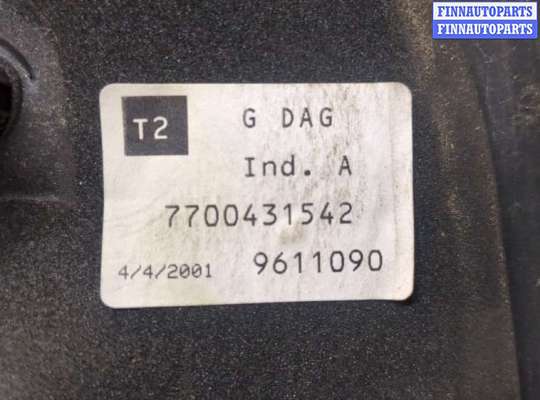 FINNAUTOPARTS
FINNAUTOPARTS
T2 G DAG
Ind. A
7700431542
4/4/2001 9611090